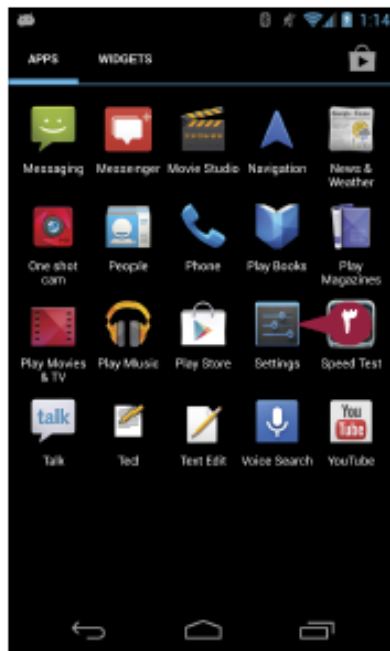 1:14
APPS WIDGETS
Messaging Messenger Movie Studio Navigation News &
Weather
One shot
cam People Phone Play Books Play
Magazines
٣
Play Movies
& TV Play Music Play Store Settings Speed Test
talk You
Tube
Talk Ted Text Edit Voice Search YouTube